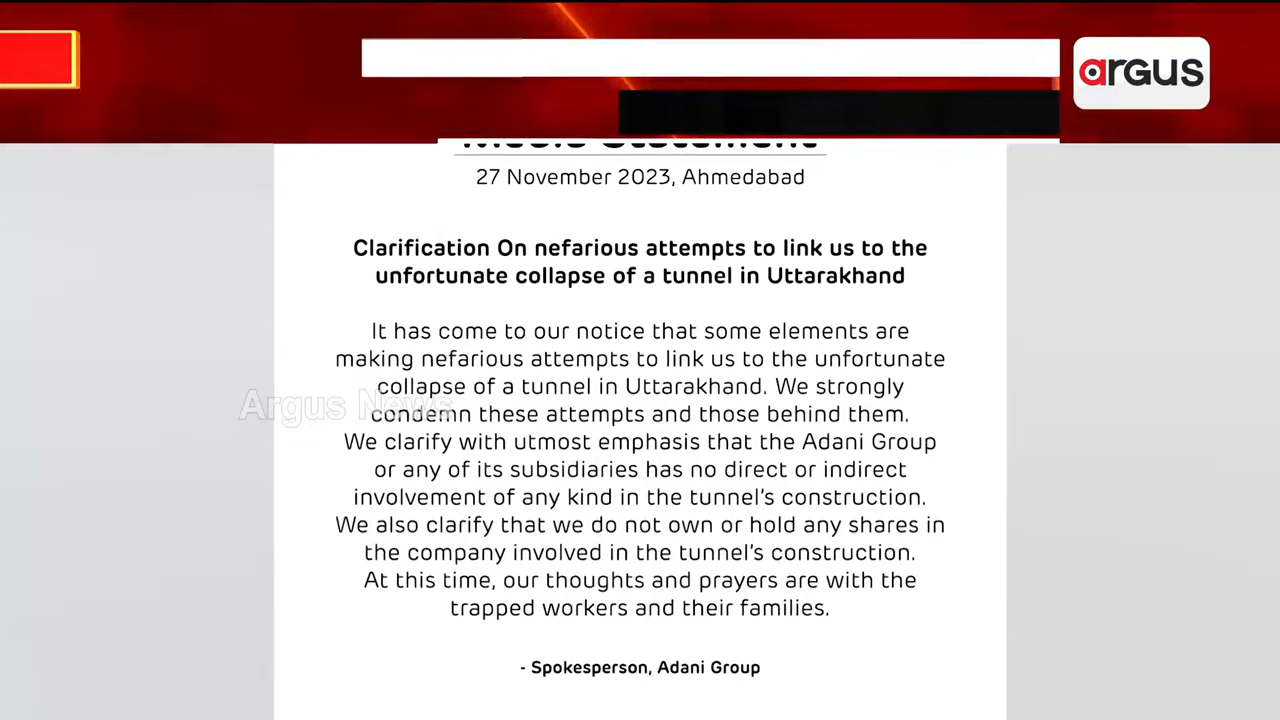 argus
27 November 2023, Ahmedabad
Clarification On nefarious attempts to link us to the
unfortunate collapse of a tunnel in Uttarakhand
It has come to our notice that some elements are
making nefarious attempts to link us to the unfortunate
collapse of a tunnel in Uttarakhand. We strongly
condemn these attempts and those behind them.
We clarify with utmost emphasis that the Adani Group
or any of its subsidiaries has no direct or indirect
involvement of any kind in the tunnel's construction.
We also clarify that we do not own or hold any shares in
the company involved in the tunnel's construction.
At this time, our thoughts and prayers are with the
trapped workers and their families.
- Spokesperson, Adani Group
Argus News